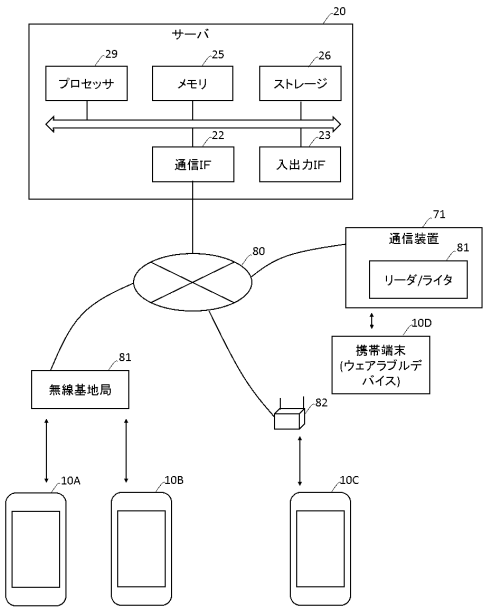 20
サーバ
29
プロセッサ
25
メモリ
26
ストレージ
22
通信IF
23
入出力IF
80
71
通信装置
81
リーダ/ライタ
10D
携帯端末
(ウェアラブルデ
バイス)
81
無線基地局
82
10A
10B
10C